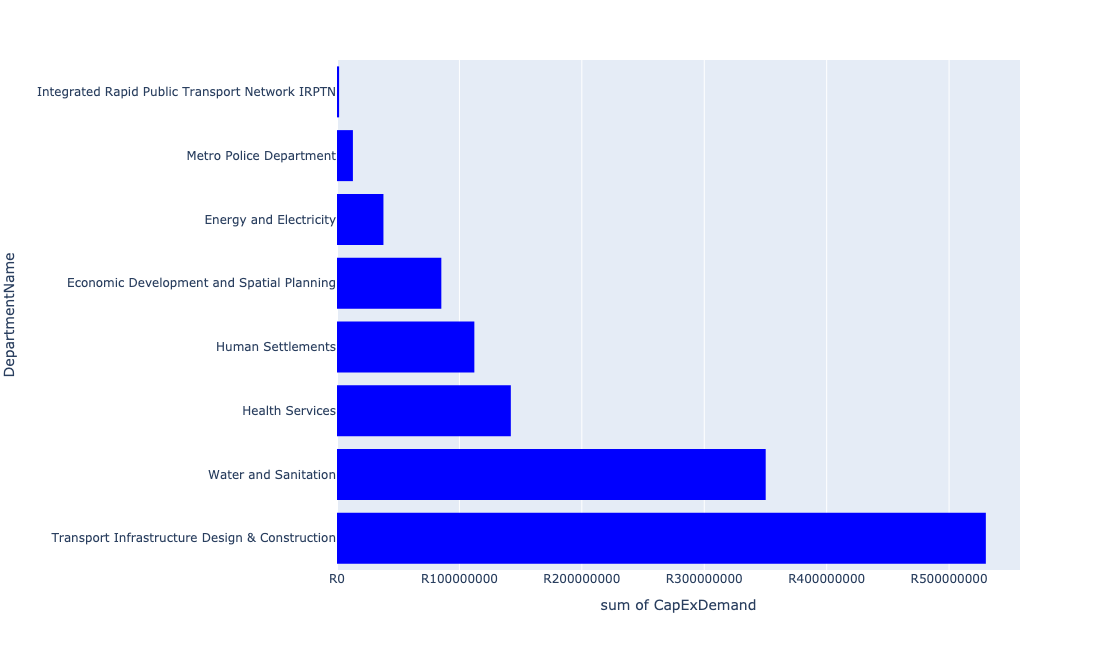 Integrated Rapid Public Transport Network IRPTN
Metro Police Department
Energy and Electricity
Economic Development and Spatial Planning
Human Settlements
Health Services
Water and Sanitation
Transport Infrastructure Design & Construction
DepartmentName
R0 R100000000 R200000000 R300000000 R400000000 R500000000
sum of CapExDemand